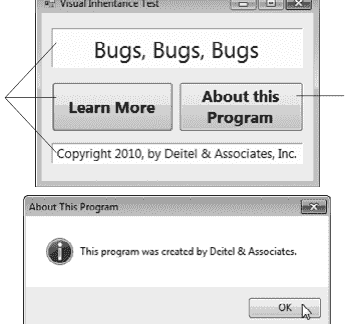 Visual Inheritance Test
Bugs, Bugs, Bugs
Learn More
About this
Program
Copyright 2010, by Deitel & Associates, Inc.
About This Program
This program was created by Deitel & Associates.
OK